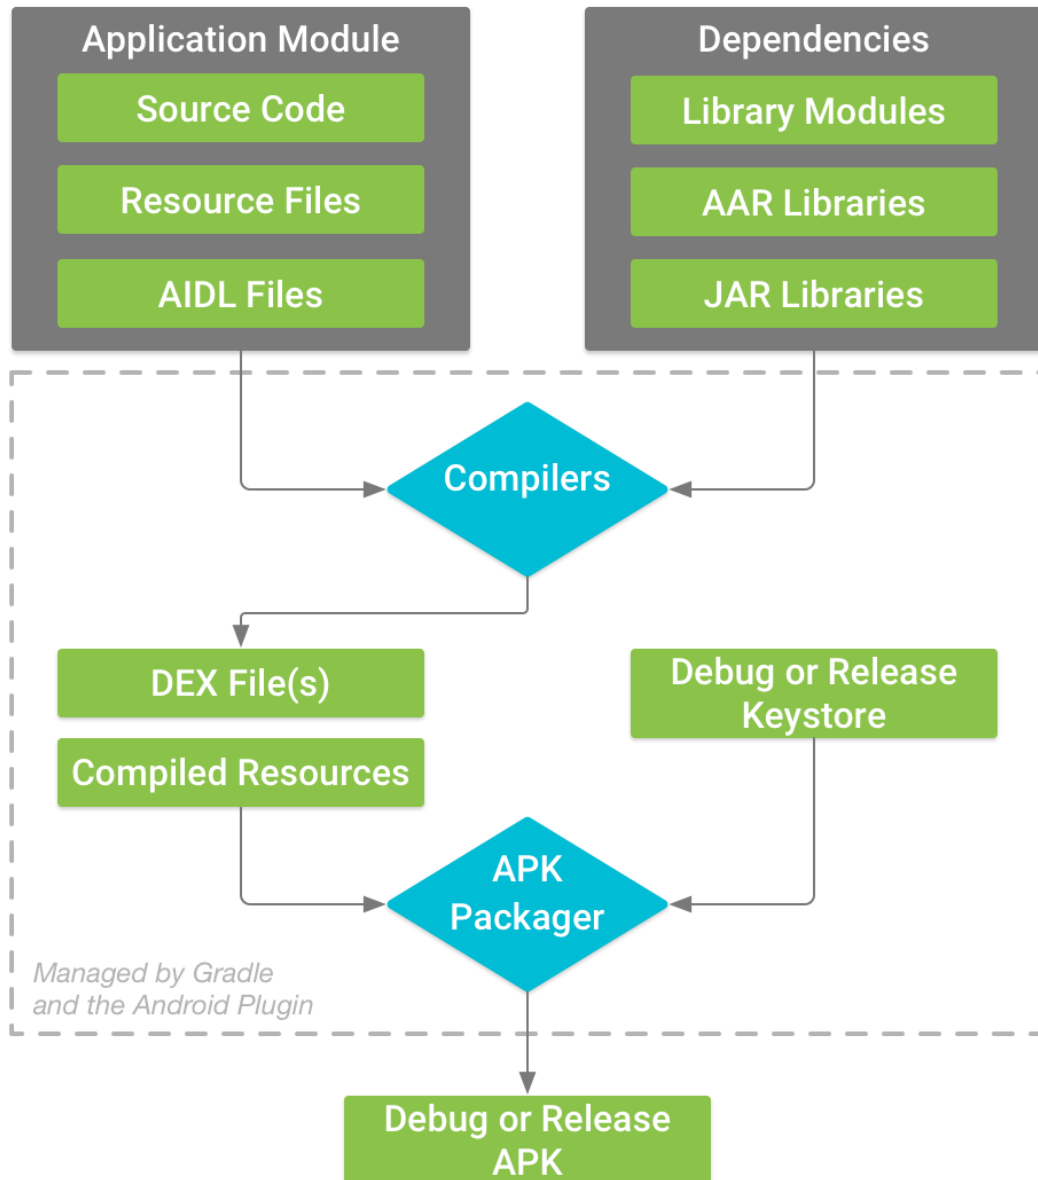 Application Module
Source Code
Resource Files
AIDL Files
Dependencies
Library Modules
AAR Libraries
JAR Libraries
Compilers
DEX File(s)
Compiled Resources
Debug or Release
Keystore
APK
Packager
Managed by Gradle
and the Android Plugin
Debug or Release
APK